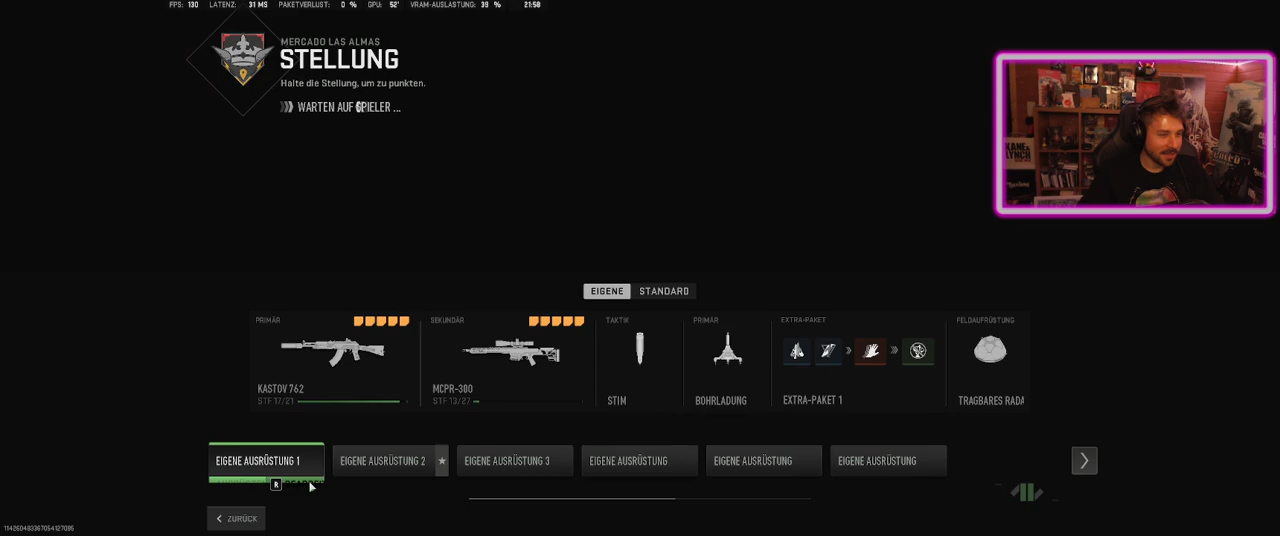 FPS: 130 LATENZ: 31 MS PAKETVERLUST: 0 % GPU: 52° VRAM-AUSLASTUNG: 39 % 21:58
MERCADO LAS ALMAS
STELLUNG
Halte die Stellung, um zu punkten.
WARTEN AUF SPIELER ...
KANE &
LYNCH
EIGENE STANDARD
PRIMÄR SEKUNDÄR TAKTIK PRIMÄR EXTRA-PAKET FELDAUFRÜSTUNG
KASTOV 762 MCPR-300
STF 17/21 STF 13/27 STIM BOHRLADUNG EXTRA-PAKET 1 TRAGBARES RADA
EIGENE AUSRÜSTUNG 1 EIGENE AUSRÜSTUNG 2 EIGENE AUSRÜSTUNG 3 EIGENE AUSRÜSTUNG EIGENE AUSRÜSTUNG EIGENE AUSRÜSTUNG
R
ZURÜCK